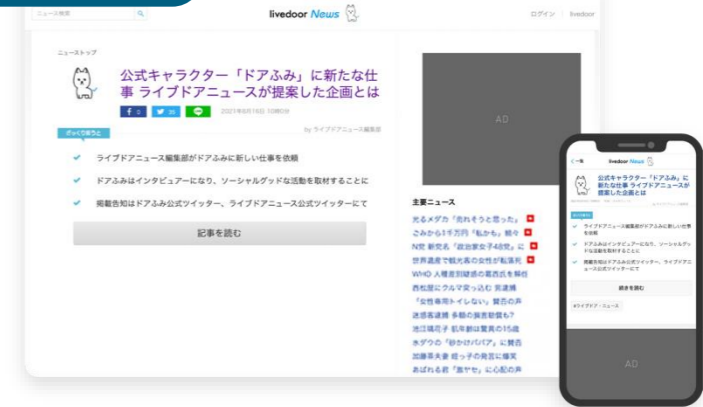 ニュース検索
livedoor News
ログイン | livedoor
ニューストップ
公式キャラクター「ドアふみ」に新たな仕
事 ライブドアニュースが提案した企画とは
f 0
25
by ライブドアニュース編集部
ざっくり言うと
ライブドアニュース編集部がドアふみに新しい仕事を依頼
ドアふみはインタビュアーになり、ソーシャルグッドな活動を取材することに
掲載告知はドアふみ公式ツイッター、ライブドアニュース公式ツイッターにて
記事を読む
AD
主要ニュース
光るメダカ「売れそうと思った」
ごみから1千万円「私かも」続々
N党 新党名「政治家女子48党」に
世界遺産で観光客の女性が転落死
WHO 人種差別疑惑の葛西氏を解任
西松屋にクルマ突っ込む 男逮捕
「女性専用トイレない」賛否の声
迷惑客逮捕 多額の損害賠償も?
池江璃花子 肌年齢は驚異の15歳
水ダウの「砂かけババア」に賛否
加藤茶夫妻 姪っ子の発言に爆笑
あばれる君「激ヤセ」に心配の声
一覧
livedoor News
公式キャラクター「ドアふみ」に
新たな仕事 ライブドアニュースが
提案した企画とは
ざっくり言うと
ライブドアニュース編集部がドアふみに新しい仕事
を依頼
ドアふみはインタビュアーになり、ソーシャルグッ
ドな活動を取材することに
掲載告知はドアふみ公式ツイッター、ライブドアニ
ュース公式ツイッターにて
続きを読む
#ライブドア・ニュース
AD